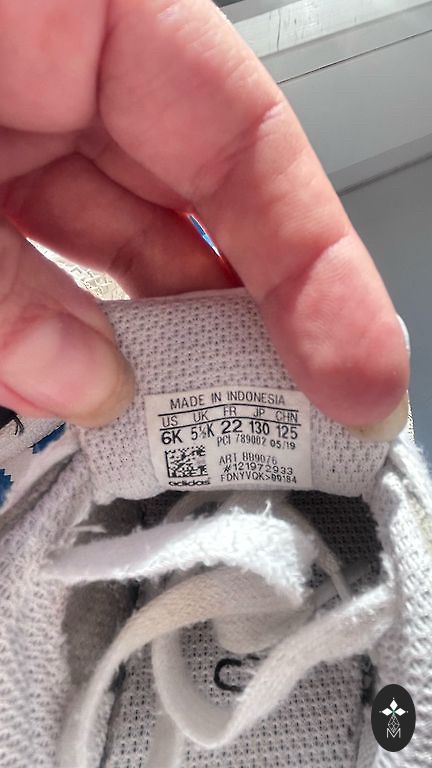 MADE IN INDONESIA
US UK FR JP CHN
6K 5½K 22 130 125
PCI 789002 05/19
ART BB9076
#121972933
FDNYVQK>09184
adidas
M